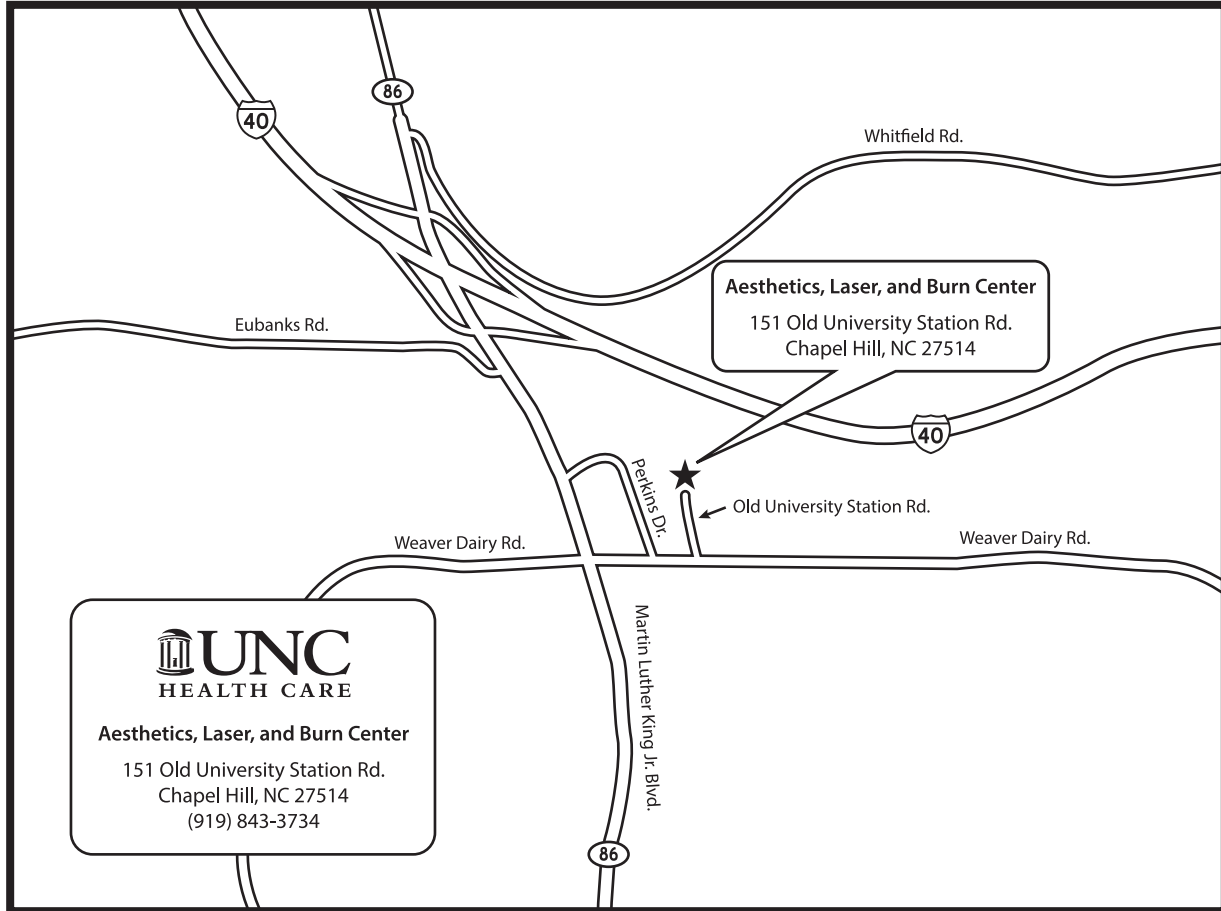 86
40
Whitfield Rd.
Aesthetics, Laser, and Burn Center
151 Old University Station Rd.
Chapel Hill, NC 27514
Eubanks Rd.
40
Perkins Dr.
Old University Station Rd.
Weaver Dairy Rd.
Weaver Dairy Rd.
Martin Luther King Jr. Blvd.
UNC
HEALTH CARE
Aesthetics, Laser, and Burn Center
151 Old University Station Rd.
Chapel Hill, NC 27514
(919) 843-3734
86